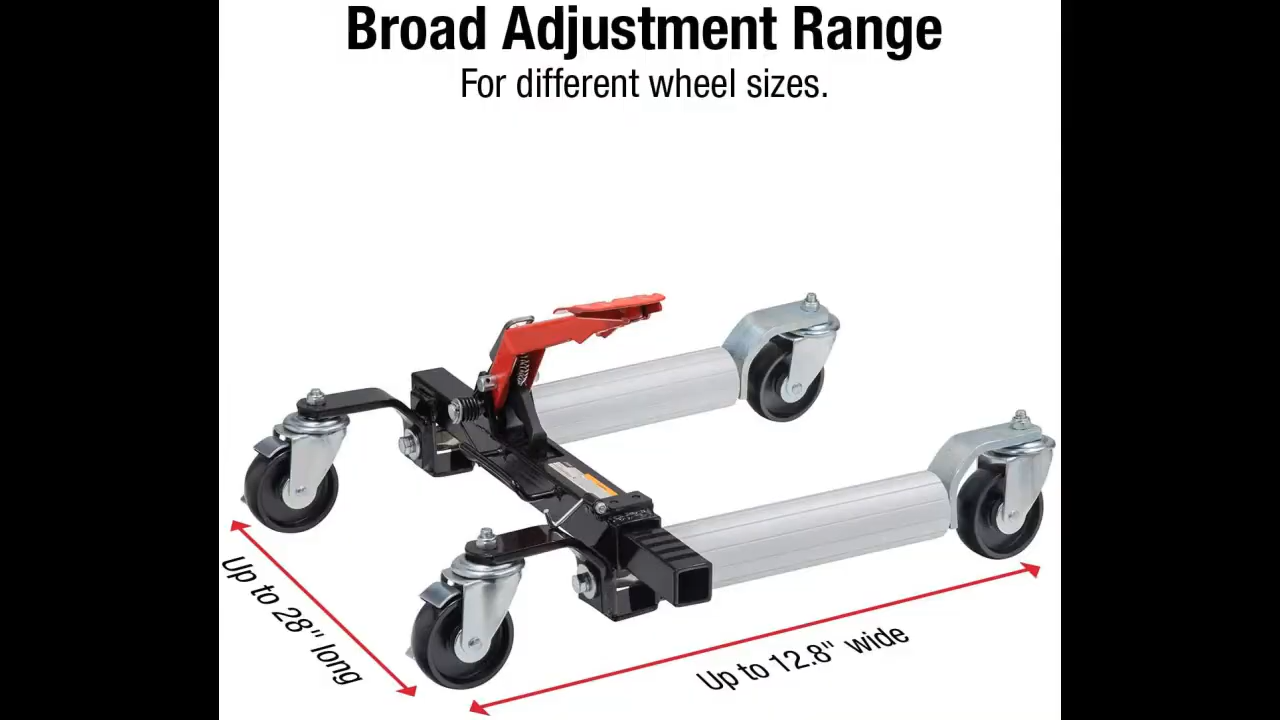 Broad Adjustment Range
For different wheel sizes.
Up to 28" long
Up to 12.8" wide